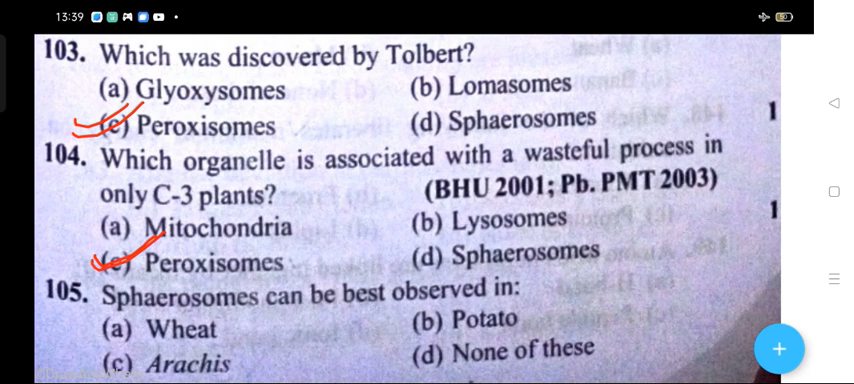 13:39
103. Which was discovered by Tolbert?
(a) Glyoxysomes (b) Lomasomes
(c) Peroxisomes (d) Sphaerosomes
104. Which organelle is associated with a wasteful process in
only C-3 plants? (BHU 2001; Pb. PMT 2003)
(a) Mitochondria (b) Lysosomes
(c) Peroxisomes (d) Sphaerosomes
105. Sphaerosomes can be best observed in:
(a) Wheat (b) Potato
(c) Arachis (d) None of these
1
1